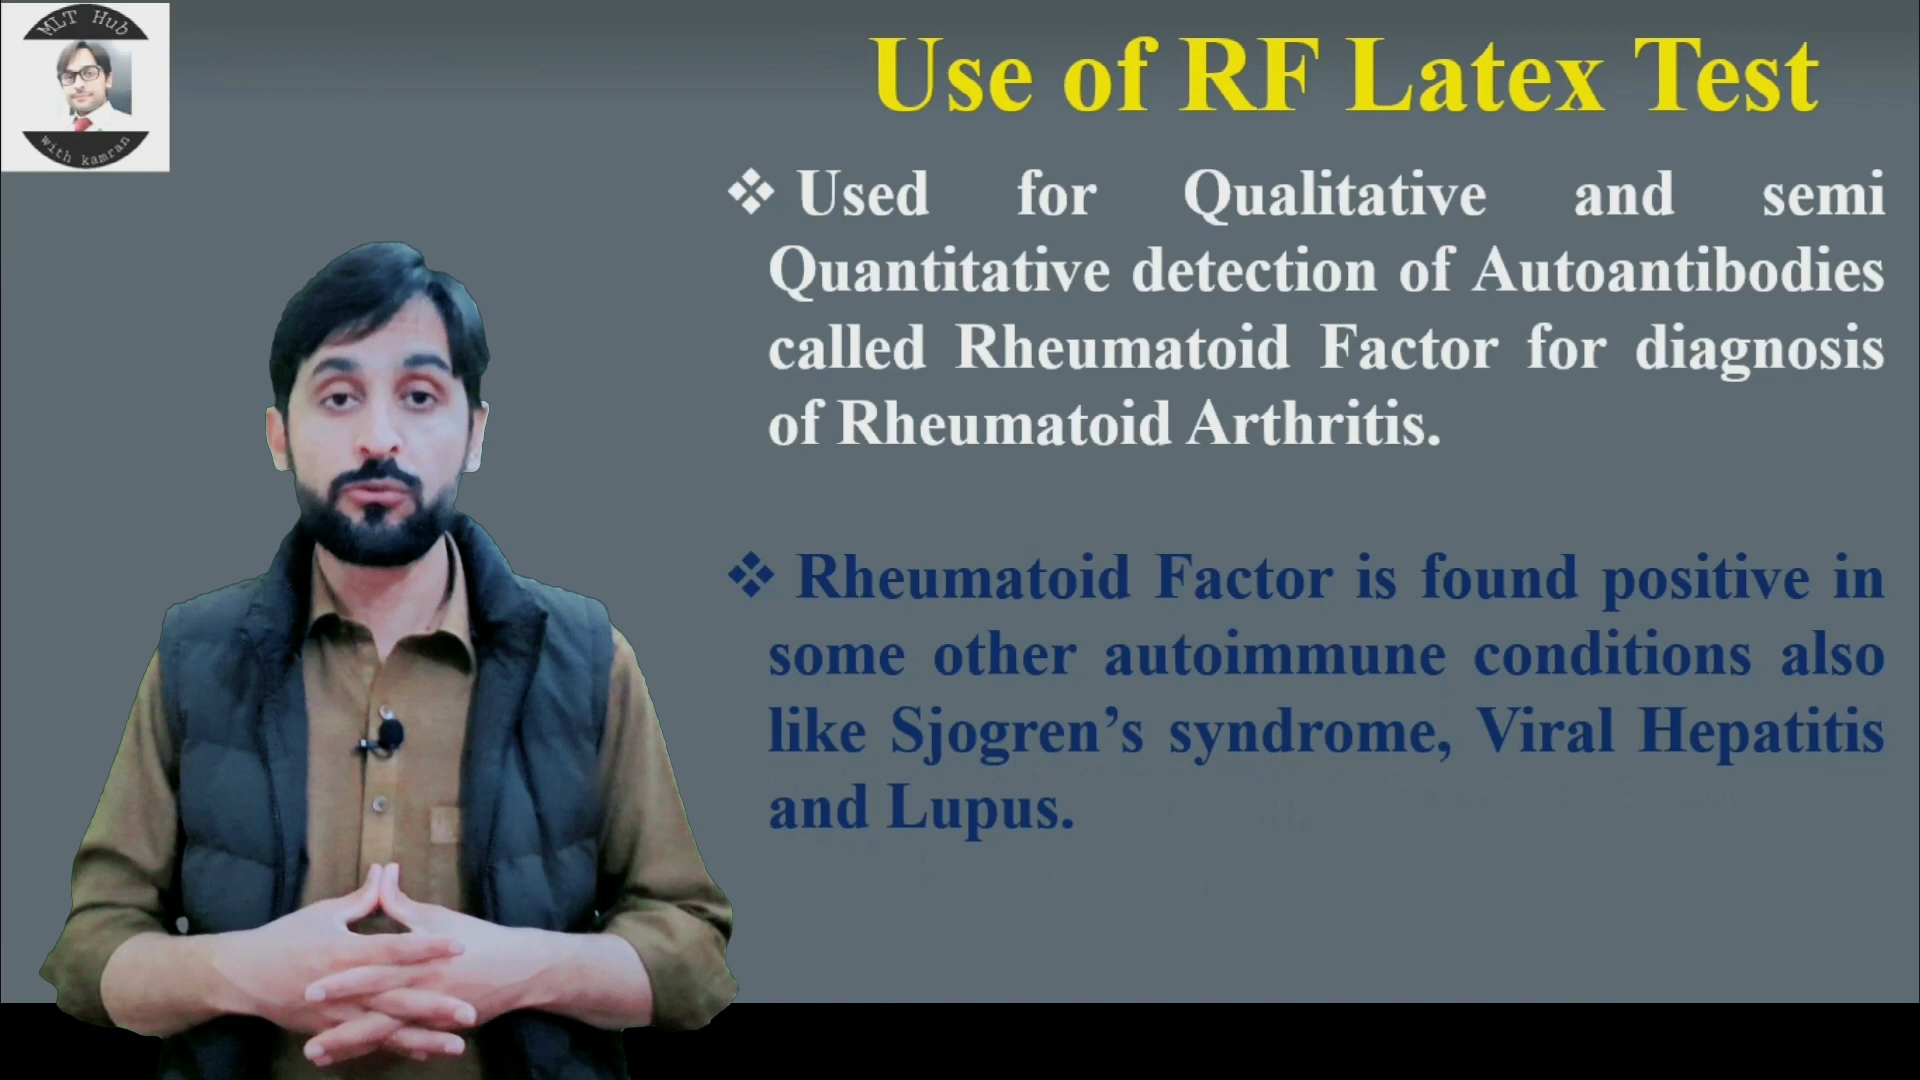 MLT Hub
with kamran
Use of RF Latex Test
❖ Used for Qualitative and semi
Quantitative detection of Autoantibodies
called Rheumatoid Factor for diagnosis
of Rheumatoid Arthritis.
❖ Rheumatoid Factor is found positive in
some other autoimmune conditions also
like Sjogren’s syndrome, Viral Hepatitis
and Lupus.